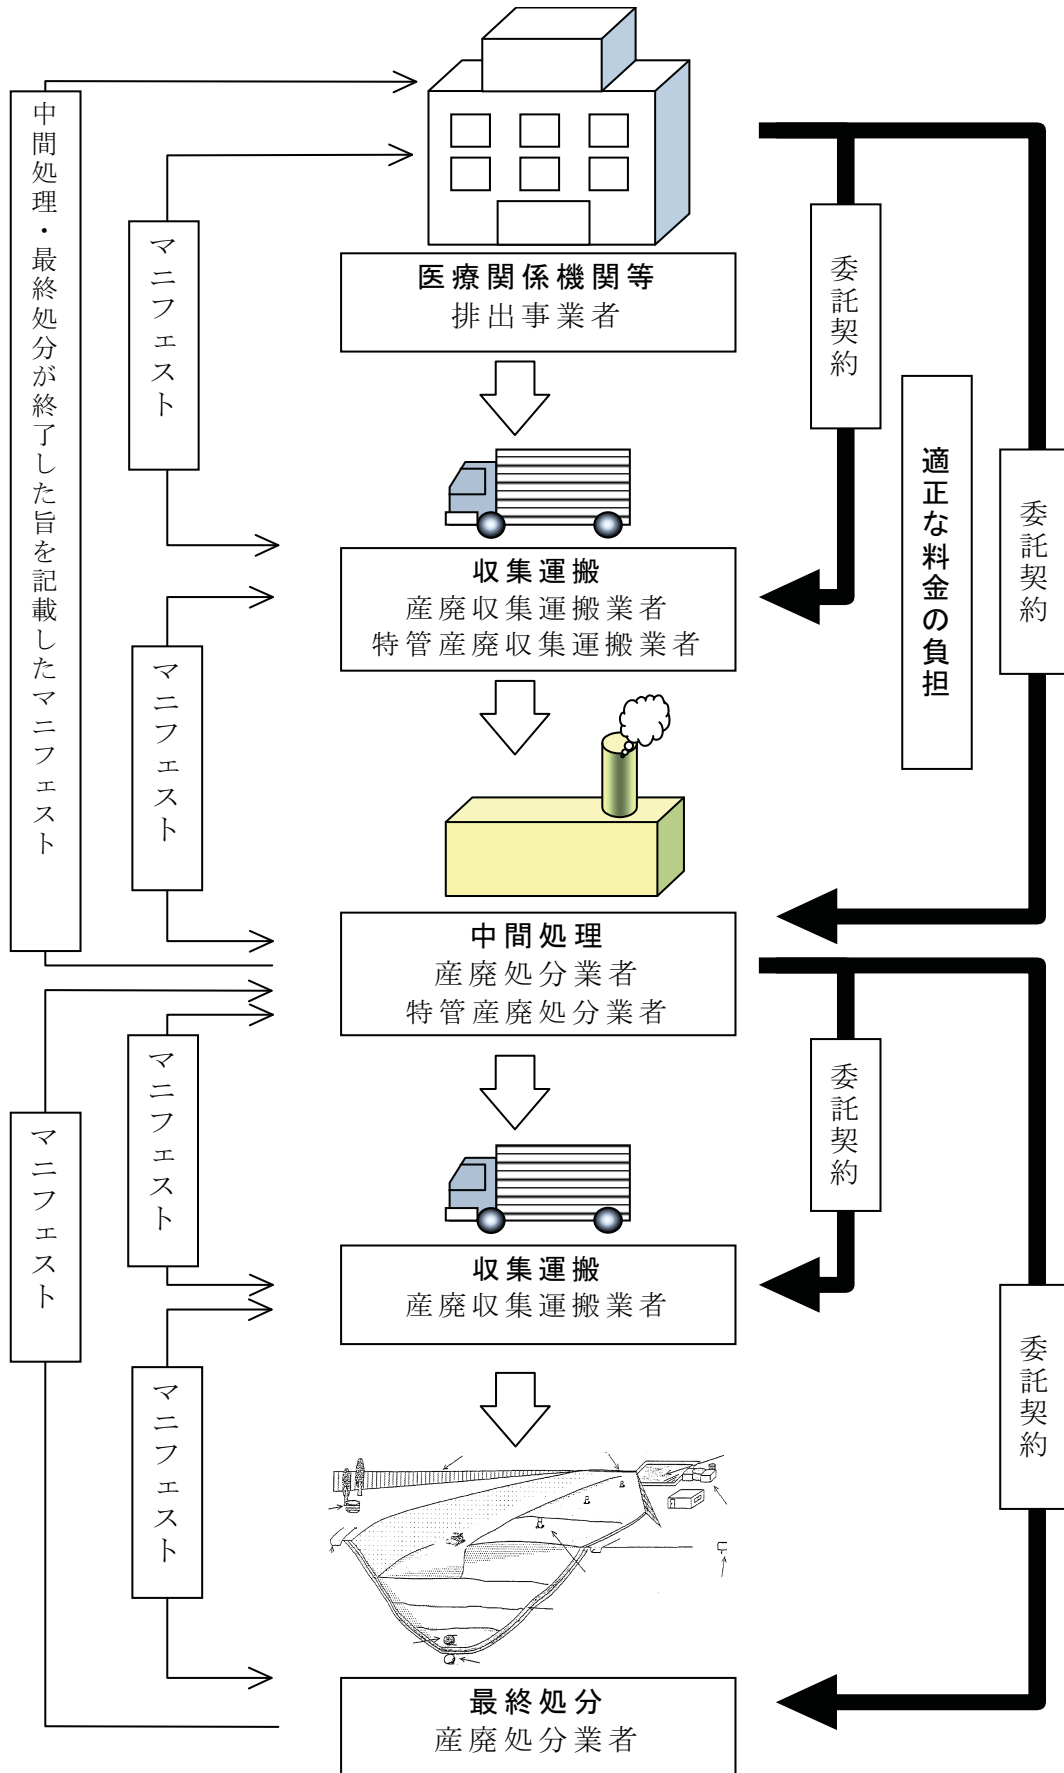 中間処理・最終処分が終了した旨を記載したマニフェスト
マニフェスト
医療関係機関等
排出事業者
委託契約
適正な料金の負担
委託契約
収集運搬
産廃収集運搬業者
特管産廃収集運搬業者
マニフェスト
中間処理
産廃処分業者
特管産廃処分業者
マニフェスト
マニフェスト
委託契約
収集運搬
産廃収集運搬業者
委託契約
マニフェスト
最終処分
産廃処分業者